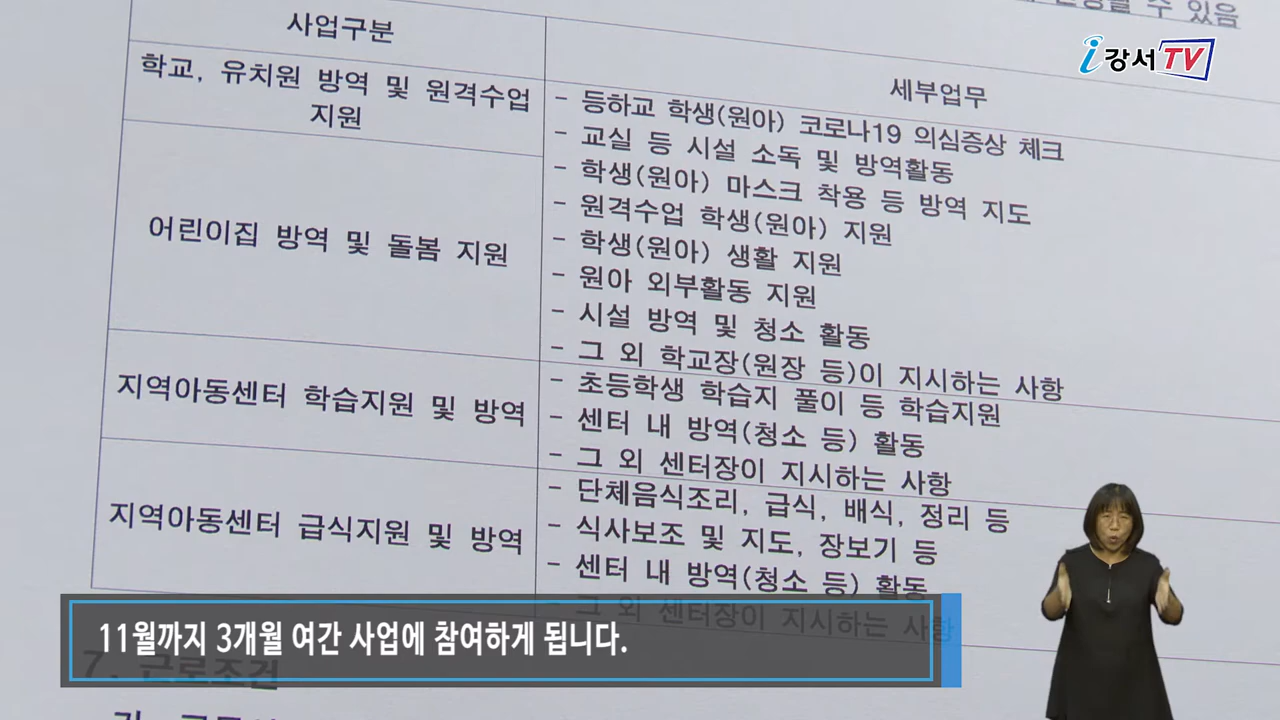 수 있음
i강서TV
사업구분
세부업무
학교, 유치원 방역 및 원격수업
지원
- 등하교 학생(원아) 코로나19 의심증상 체크
- 교실 등 시설 소독 및 방역활동
- 학생(원아) 마스크 착용 등 방역 지도
- 원격수업 학생(원아) 지원
어린이집 방역 및 돌봄 지원
- 학생(원아) 생활 지원
- 원아 외부활동 지원
- 시설 방역 및 청소 활동
- 그 외 학교장(원장 등)이 지시하는 사항
지역아동센터 학습지원 및 방역
- 초등학생 학습지 풀이 등 학습지원
- 센터 내 방역(청소 등) 활동
- 그 외 센터장이 지시하는 사항
지역아동센터 급식지원 및 방역
- 단체음식조리, 급식, 배식, 정리 등
- 식사보조 및 지도, 장보기 등
- 센터 내 방역(청소 등) 활동
- 그 외 센터장이 지시하는 사항
11월까지 3개월 여간 사업에 참여하게 됩니다.
7. 근로조건